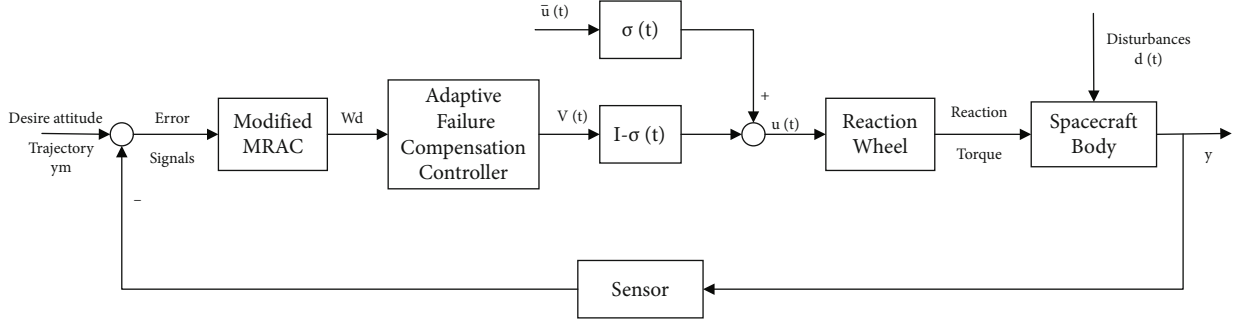 ū (t)
σ (t)
Disturbances
d (t)
Desire attitude
Trajectory
ym
Error
Signals
Modified
MRAC
Wd
Adaptive
Failure
Compensation
Controller
V (t)
I-σ (t)
+
u (t)
Reaction
Wheel
Reaction
Torque
Spacecraft
Body
y
–
Sensor